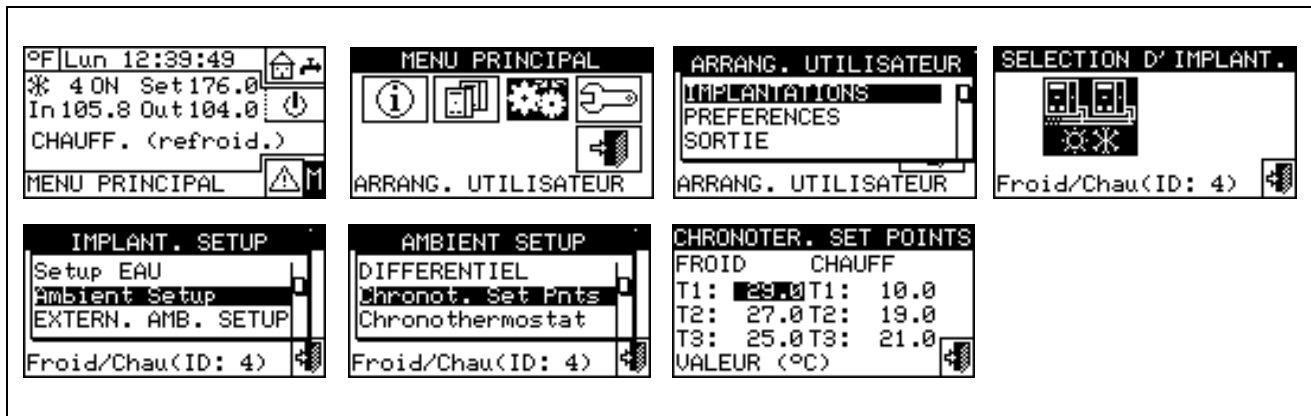 °F Lun 12:39:49
4 ON Set 176.0
In 105.8 Out 104.0
CHAUFF. (refroid.)
MENU PRINCIPAL M
MENU PRINCIPAL
ARRANG. UTILISATEUR
ARRANG. UTILISATEUR
IMPLANTATIONS
PREFERENCES
SORTIE
ARRANG. UTILISATEUR
SELECTION D'IMPLANT.
Froid/Chau(ID: 4)
IMPLANT. SETUP
Setup EAU
Ambient Setup
EXTERN. AMB. SETUP
Froid/Chau(ID: 4)
AMBIENT SETUP
DIFFERENTIEL
Chronot. Set Pnts
Chronothermostat
Froid/Chau(ID: 4)
CHRONOTER. SET POINTS
FROID CHAUFF
T1: 29.0 T1: 10.0
T2: 27.0 T2: 19.0
T3: 25.0 T3: 21.0
VALEUR (°C)